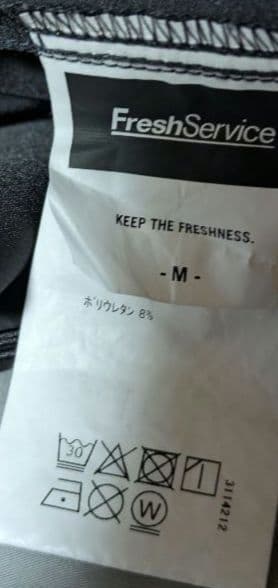 FreshService
KEEP THE FRESHNESS.
- M -
ポリウレタン 8%
30
W
3114212